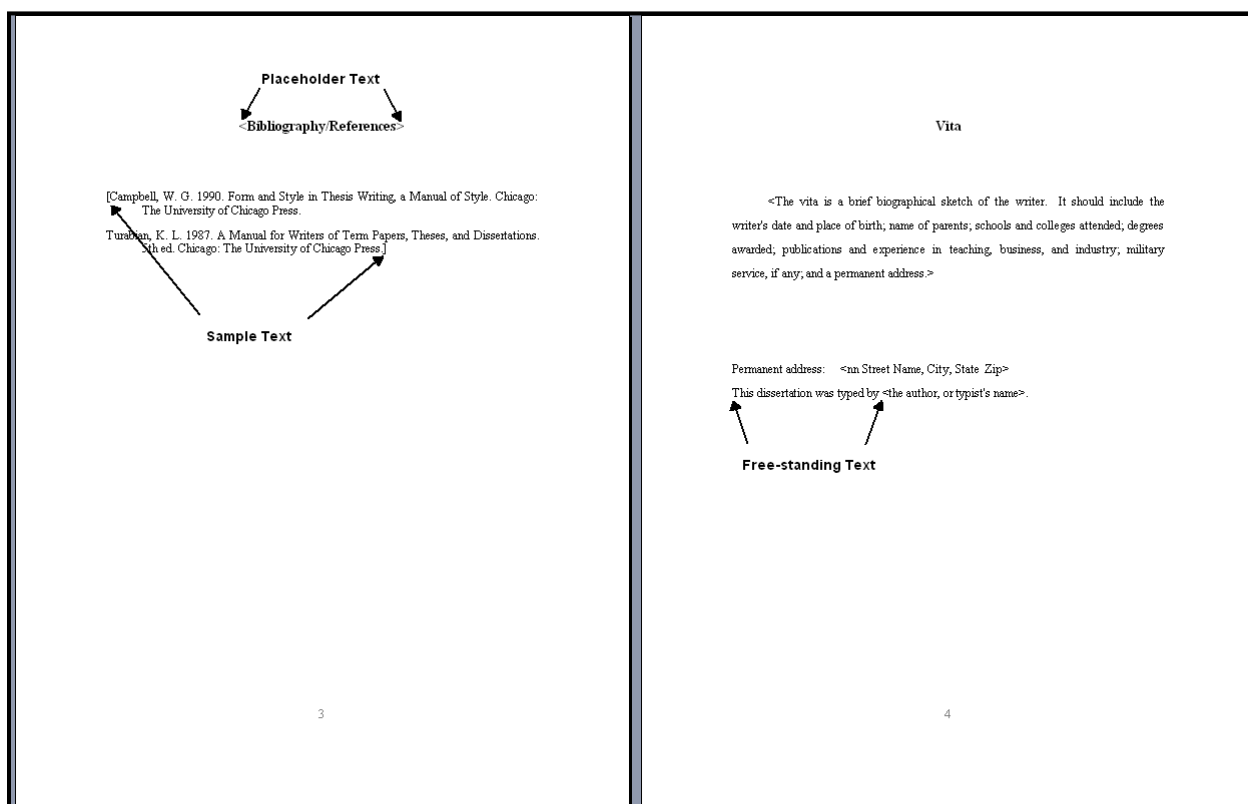 Placeholder Text
<Bibliography/References>
[Campbell, W. G. 1990. Form and Style in Thesis Writing, a Manual of Style. Chicago:
The University of Chicago Press.
Turabian, K. L. 1987. A Manual for Writers of Term Papers, Theses, and Dissertations.
5th ed. Chicago: The University of Chicago Press.]
Sample Text
3
Vita
<The vita is a brief biographical sketch of the writer. It should include the
writer's date and place of birth; name of parents; schools and colleges attended; degrees
awarded; publications and experience in teaching, business, and industry; military
service, if any; and a permanent address.>
Permanent address: <nn Street Name, City, State Zip>
This dissertation was typed by <the author, or typist's name>.
Free-standing Text
4